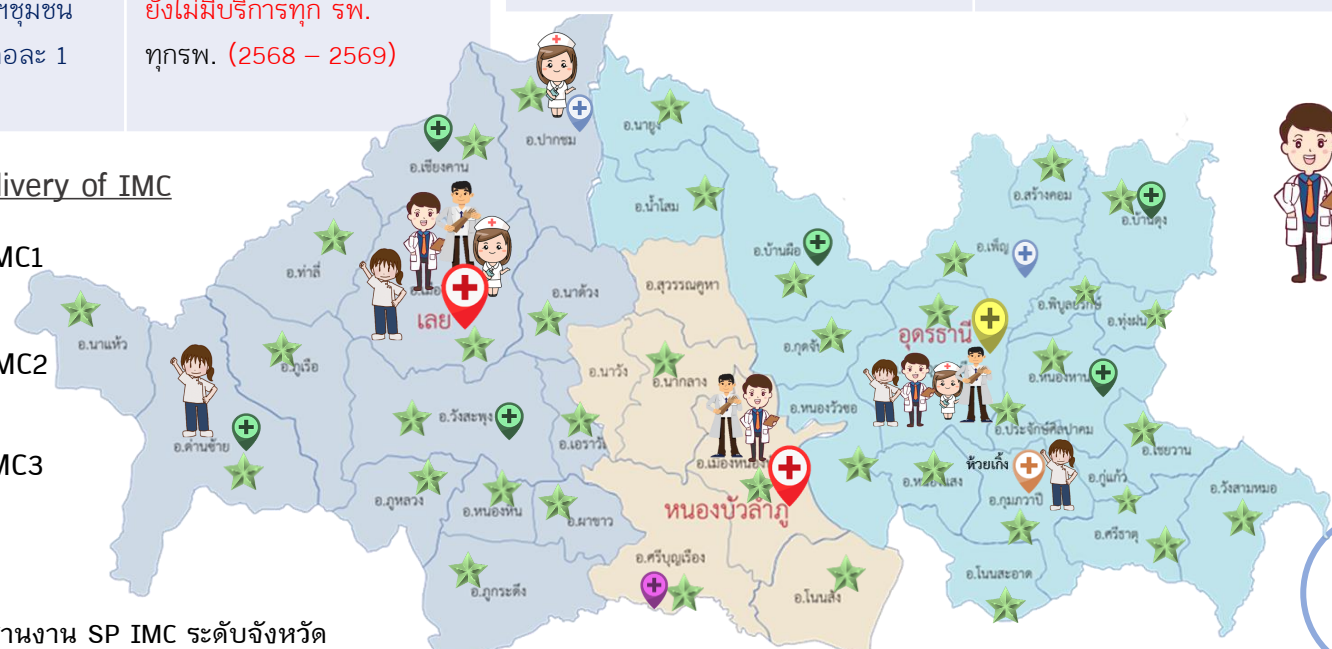 ฯชุมชน
อละ 1
ยังไม่มีบริการทุก รพ.
ทุกรพ. (2568 – 2569)
livery of IMC
MC1
MC2
MC3
านงาน SP IMC ระดับจังหวัด
อ.ปากชม
อ.เชียงคาน
อ.ท่าลี่
เลย
อ.นาด้วง
อ.นาแห้ว
อ.ภูเรือ
อ.ด่านซ้าย
อ.วังสะพุง
อ.เอราวั
อ.ภูหลวง
อ.หนองหิน
อ.ผาขาว
อ.ภูกระดึง
อ.นายูง
อ.น้ำโสม
อ.สุวรรณคูหา
อ.นาวัง
อ.นากลาง
อ.เมืองหนอง
หนองบัวลำภู
อ.ศรีบุญเรือง
อ.โนนสัง
อ.บ้านผือ
อ.กุดจั
อ.หนองวัวซอ
อ.เพ็ญ
อ.สร้างคอม
อ.บ้านดุง
อุดรธานี
อ.พิบูลย์รักษ์
อ.ทุ่งฝน
อ.หนองหาน
อ.ประจักษ์ศิลปาคม
อ.ไชยวาน
ห้วยเกิ้ง
อ.กุมภวาปี
อ.กู่แก้ว
อ.วังสามหมอ
อ.ศรีธาตุ
อ.โนนสะอาด